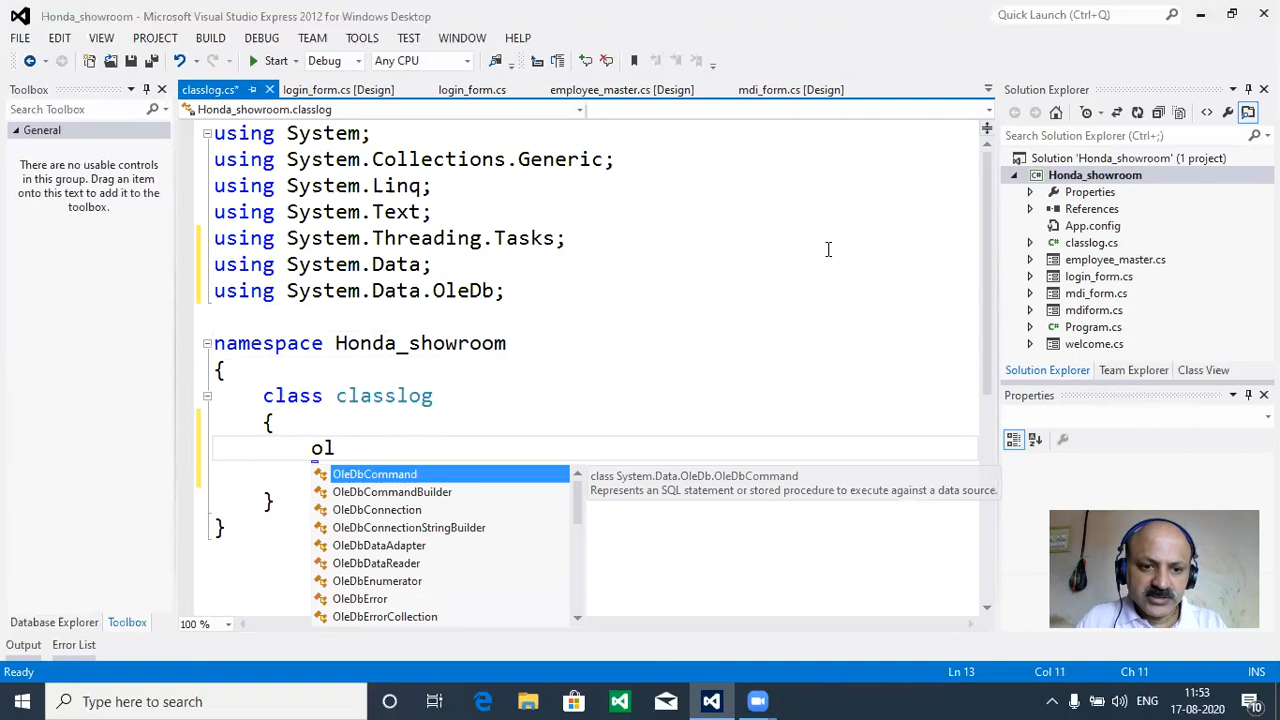 Honda_showroom - Microsoft Visual Studio Express 2012 for Windows Desktop
Quick Launch (Ctrl+Q)
FILE EDIT VIEW PROJECT BUILD DEBUG TEAM TOOLS TEST WINDOW HELP
Start Debug Any CPU
Toolbox
Search Toolbox
General
There are no usable controls
in this group. Drag an item
onto this text to add it to the
toolbox.
Database Explorer Toolbox
classlog.cs* login_form.cs [Design] login_form.cs employee_master.cs [Design] mdi_form.cs [Design]
Honda_showroom.classlog
using System;
using System.Collections.Generic;
using System.Linq;
using System.Text;
using System.Threading.Tasks;
using System.Data;
using System.Data.OleDb;
namespace Honda_showroom
{
class classlog
{
ol
OleDbCommand
OleDbCommandBuilder
OleDbConnection
OleDbConnectionStringBuilder
OleDbDataAdapter
OleDbDataReader
OleDbEnumerator
OleDbError
OleDbErrorCollection
class System.Data.OleDb.OleDbCommand
Represents an SQL statement or stored procedure to execute against a data source.
}
}
100 %
Solution Explorer
Search Solution Explorer (Ctrl+;)
Solution 'Honda_showroom' (1 project)
Honda_showroom
Properties
References
App.config
classlog.cs
employee_master.cs
login_form.cs
mdi_form.cs
mdiform.cs
Program.cs
welcome.cs
Solution Explorer Team Explorer Class View
Properties
Output Error List
Ready Ln 13 Col 11 Ch 11 INS
Type here to search
ENG
11:53
17-08-2020
10